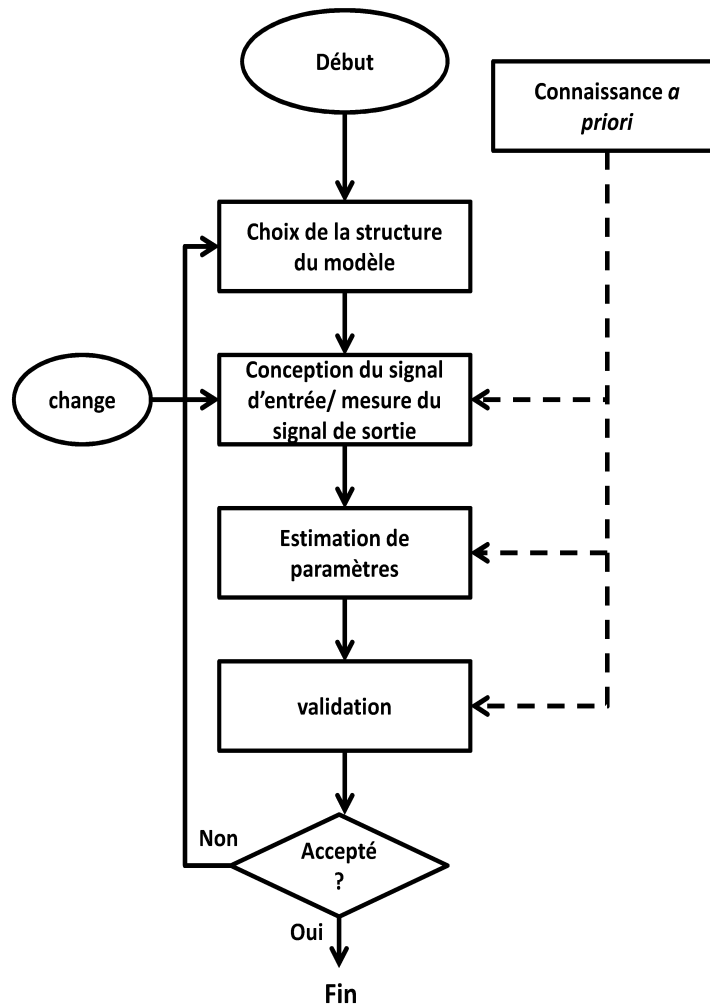 Début
Connaissance a
priori
Choix de la structure
du modèle
change
Conception du signal
d'entrée/ mesure du
signal de sortie
Estimation de
paramètres
validation
Non
Accepté
?
Oui
Fin